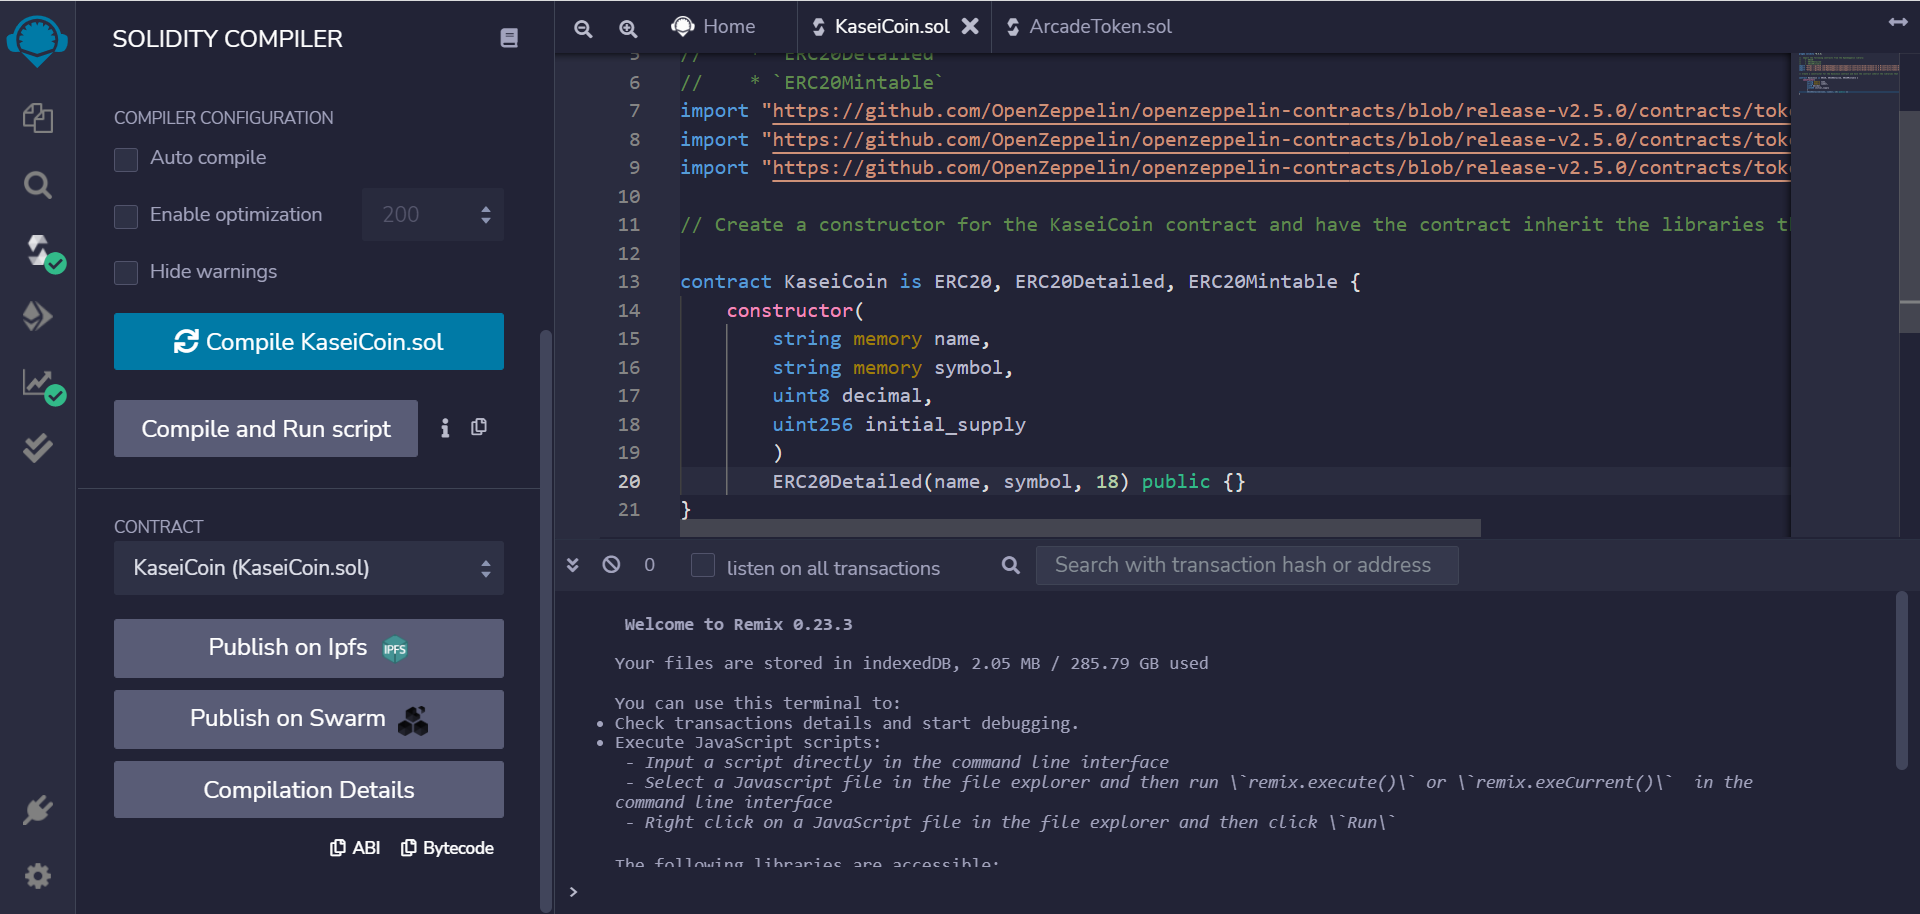 SOLIDITY COMPILER
COMPILER CONFIGURATION
Auto compile
Enable optimization
200
Hide warnings
Compile KaseiCoin.sol
Compile and Run script
CONTRACT
KaseiCoin (KaseiCoin.sol)
Publish on Ipfs
IPFS
Publish on Swarm
Compilation Details
ABI
Bytecode
Home
KaseiCoin.sol
ArcadeToken.sol
5 // * `ERC20Detailed`
6 // * `ERC20Mintable`
7 import "https://github.com/OpenZeppelin/openzeppelin-contracts/blob/release-v2.5.0/contracts/tok
8 import "https://github.com/OpenZeppelin/openzeppelin-contracts/blob/release-v2.5.0/contracts/tok
9 import "https://github.com/OpenZeppelin/openzeppelin-contracts/blob/release-v2.5.0/contracts/tok
10
11 // Create a constructor for the KaseiCoin contract and have the contract inherit the libraries t
12
13 contract KaseiCoin is ERC20, ERC20Detailed, ERC20Mintable {
14 constructor(
15 string memory name,
16 string memory symbol,
17 uint8 decimal,
18 uint256 initial_supply
19 )
20 ERC20Detailed(name, symbol, 18) public {}
21 }
0
listen on all transactions
Search with transaction hash or address
Welcome to Remix 0.23.3
Your files are stored in indexedDB, 2.05 MB / 285.79 GB used
You can use this terminal to:
• Check transactions details and start debugging.
• Execute JavaScript scripts:
- Input a script directly in the command line interface
- Select a Javascript file in the file explorer and then run \`remix.execute()\` or \`remix.exeCurrent()\` in the
command line interface
- Right click on a JavaScript file in the file explorer and then click \`Run\`
The following libraries are accessible:
>